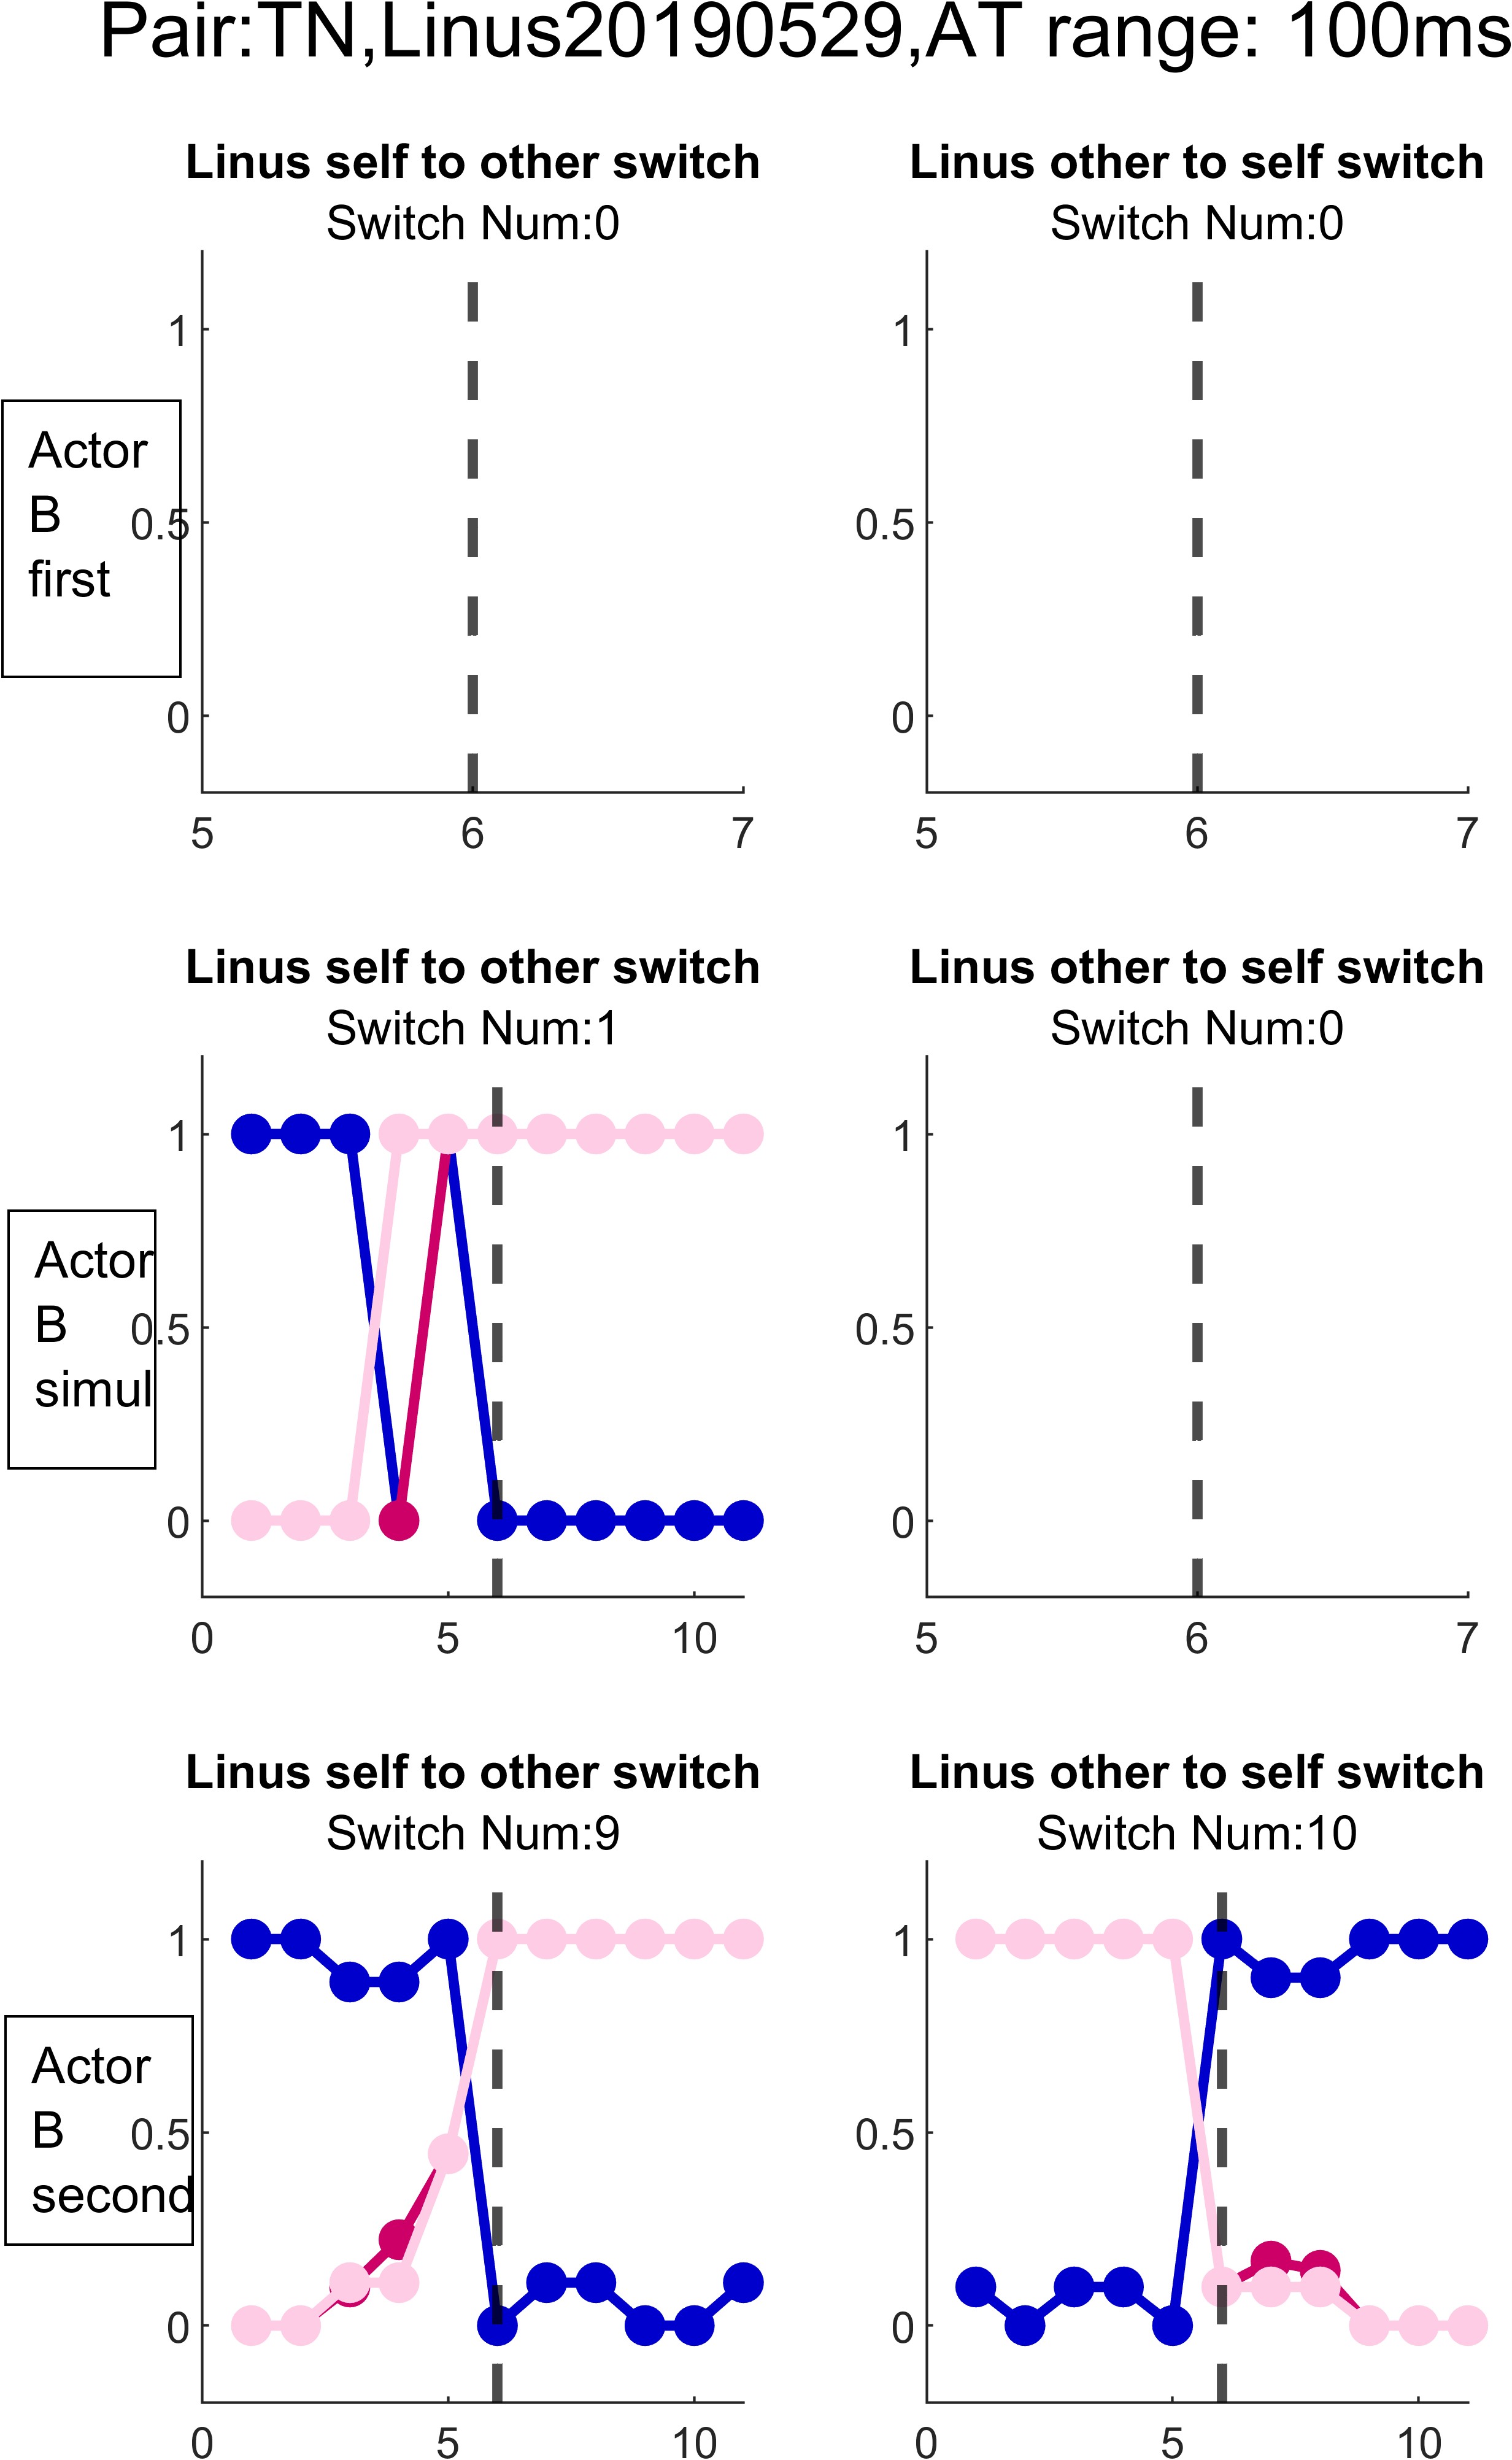 Pair:TN,Linus20190529,AT range: 100ms
Linus self to other switch
Switch Num:0
1
0.5
0
5 6 7
Actor
B
first
Linus other to self switch
Switch Num:0
1
0.5
0
5 6 7
Linus self to other switch
Switch Num:1
1
0.5
0
0 5 10
Actor
B
simul
Linus other to self switch
Switch Num:0
1
0.5
0
5 6 7
Linus self to other switch
Switch Num:9
1
0.5
0
0 5 10
Actor
B
second
Linus other to self switch
Switch Num:10
1
0.5
0
0 5 10